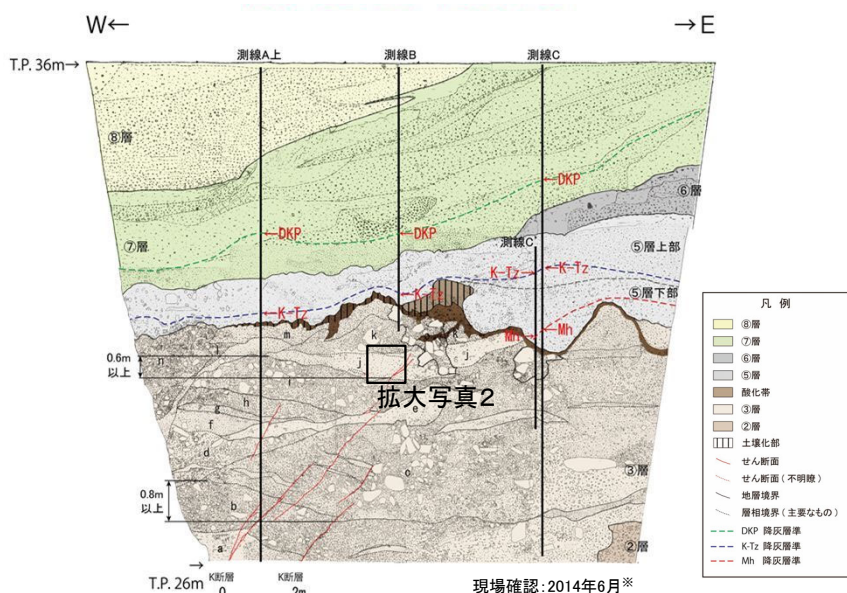 W←
→E
測線A上
測線B
測線C
T.P. 36m→
⑧層
←DKP
⑥層
⑦層
←DKP
←DKP
測線C'
⑤層上部
K-Tz→
←K-Tz
←K-Tz
⑤層下部
←K-Tz
Mh→
←Mh
m
k
l
n
j
j
0.6m
以上
i
拡大写真2
h
e
g
f
d
c
③層
0.8m
以上
b
a
②層
T.P. 26m→
K断層
0
K断層
2m
現場確認:2014年6月※
凡 例
⑧層
⑦層
⑥層
⑤層
酸化帯
③層
②層
土壌化部
せん断面
せん断面(不明瞭)
地層境界
層相境界(主要なもの)
DKP 降灰層準
K-Tz 降灰層準
Mh 降灰層準